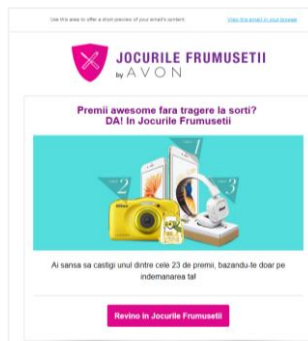 Use this area to offer a short preview of your email's content.
View this email in your browser
JOCURILE FRUMUSETII
by AVON
Premii awesome fara tragere la sorti?
DA! In Jocurile Frumusetii
1
2
3
Nikon
Ai sansa sa castigi unul dintre cele 23 de premii, bazandu-te doar pe
indemanarea ta!
Revino in Jocurile Frumusetii